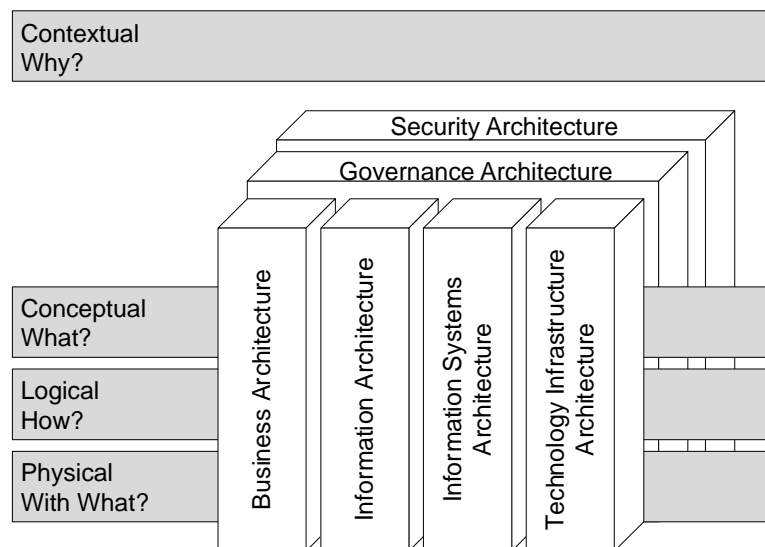 Contextual
Why?
Security Architecture
Governance Architecture
Conceptual
What?
Logical
How?
Physical
With What?
Business Architecture
Information Architecture
Information Systems
Architecture
Technology Infrastructure
Architecture